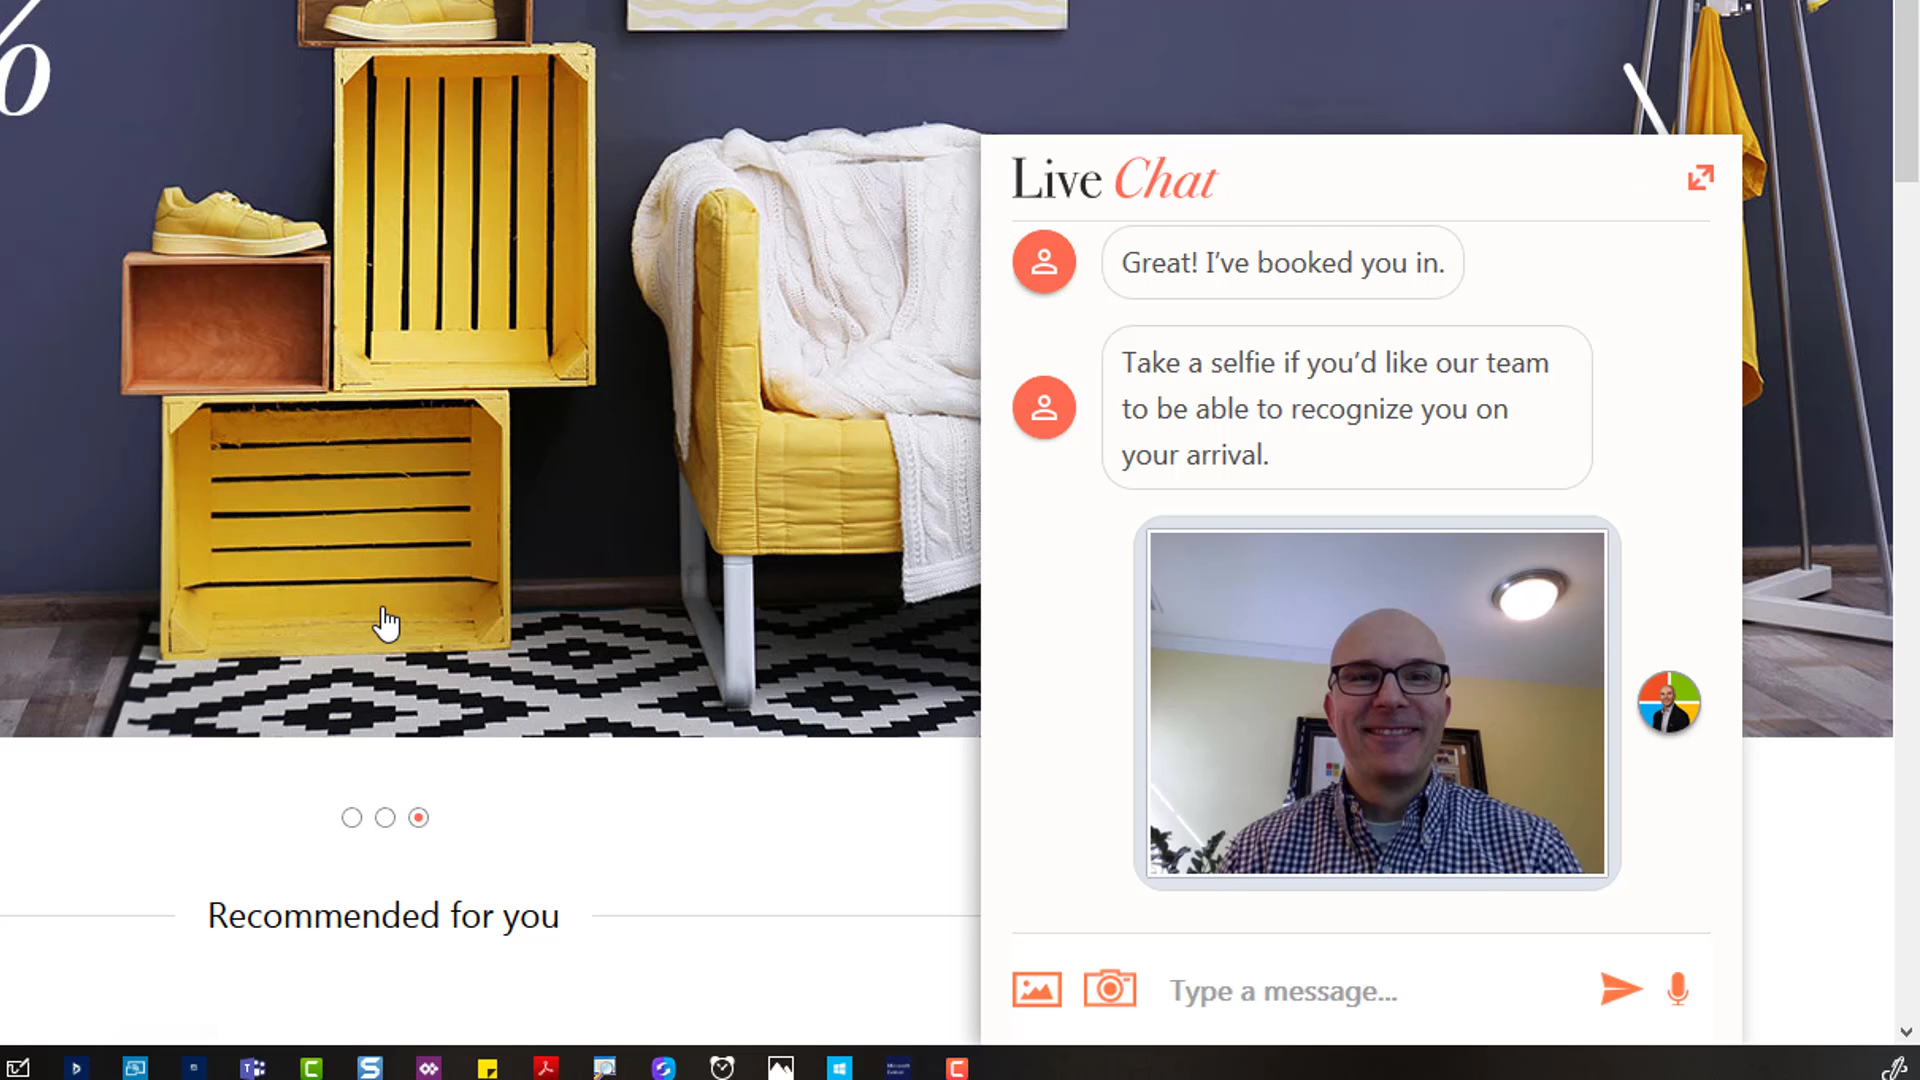 %
Live Chat
Great! I’ve booked you in.
Take a selfie if you’d like our team
to be able to recognize you on
your arrival.
Recommended for you
Type a message...